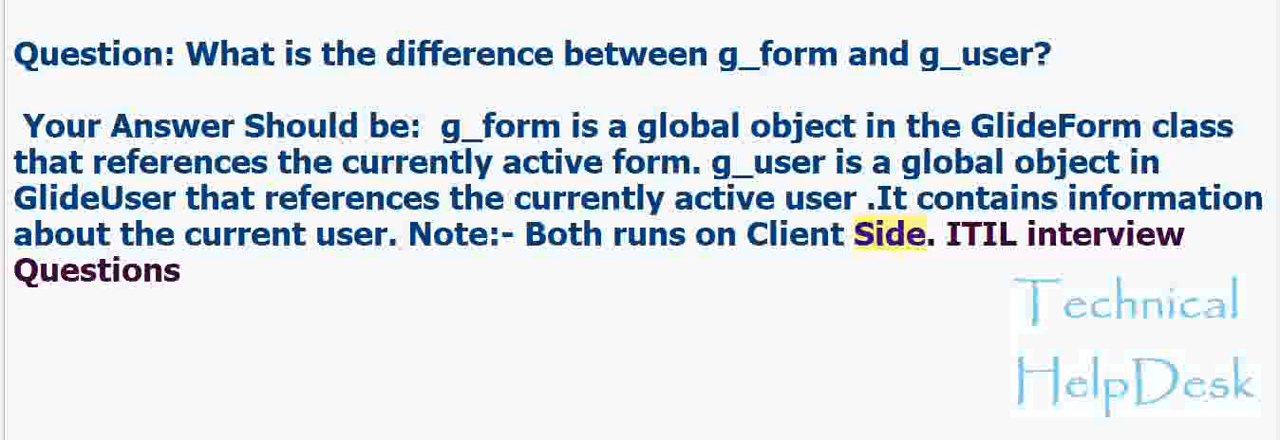 Question: What is the difference between g_form and g_user?
Your Answer Should be:  g_form is a global object in the GlideForm class
that references the currently active form. g_user is a global object in
GlideUser that references the currently active user .It contains information
about the current user. Note:- Both runs on Client Side. ITIL interview
Questions
Technical
HelpDesk